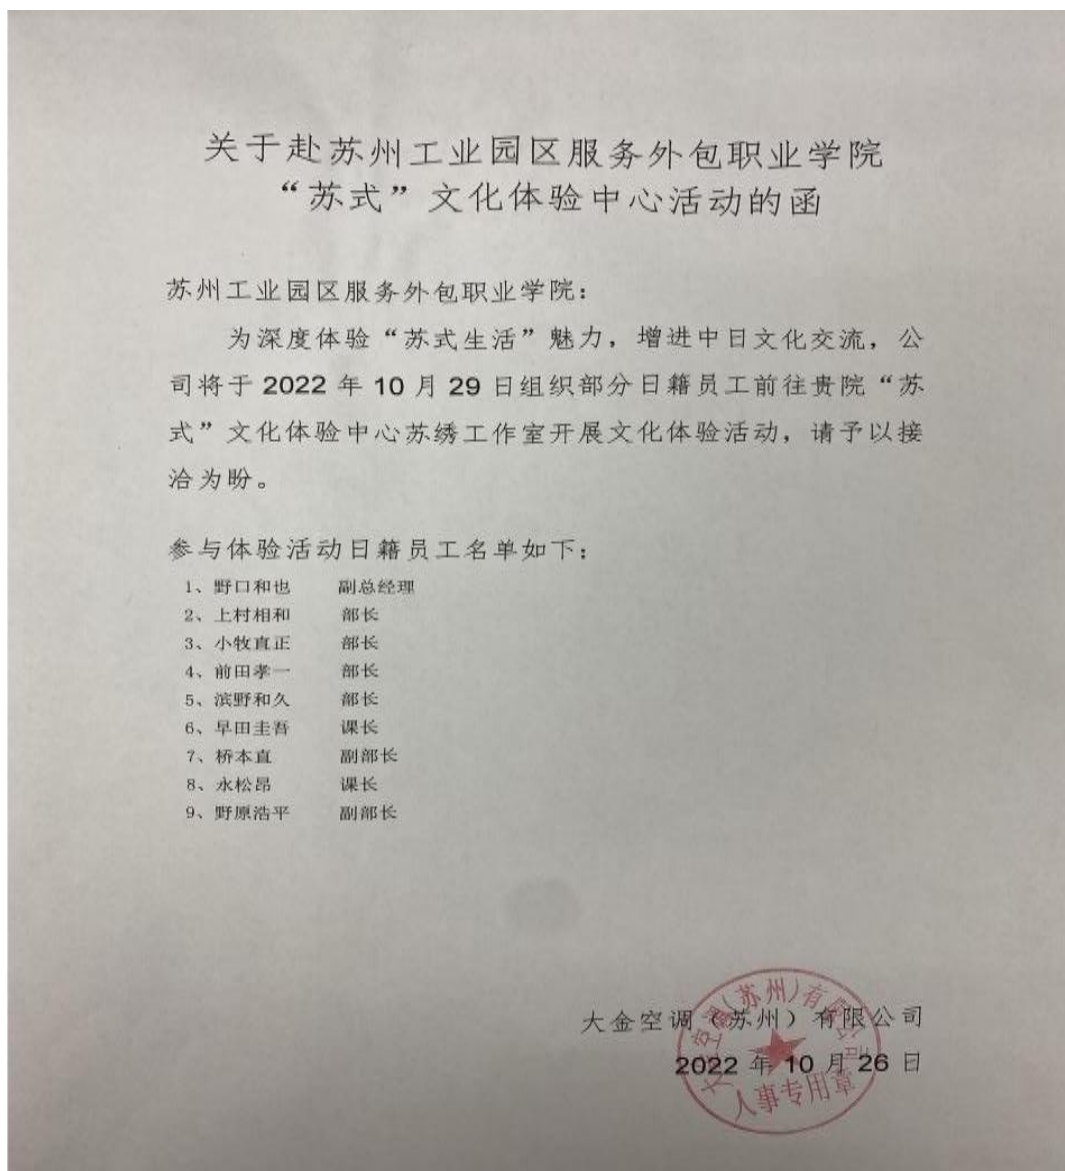 关于赴苏州工业园区服务外包职业学院
“苏式”文化体验中心活动的函
苏州工业园区服务外包职业学院：
为深度体验“苏式生活”魅力，增进中日文化交流，公
司将于 2022 年 10 月 29 日组织部分日籍员工前往贵院“苏
式”文化体验中心苏绣工作室开展文化体验活动，请予以接
洽为盼。
参与体验活动日籍员工名单如下：
1、野口和也 副总经理
2、上村相和 部长
3、小牧直正 部长
4、前田孝一 部长
5、滨野和久 部长
6、早田圭吾 课长
7、桥本直 副部长
8、永松昂 课长
9、野原浩平 副部长
大金空调（苏州）有限公司
2022 年 10 月 26 日
大金空调(苏州)有限公司
人事专用章